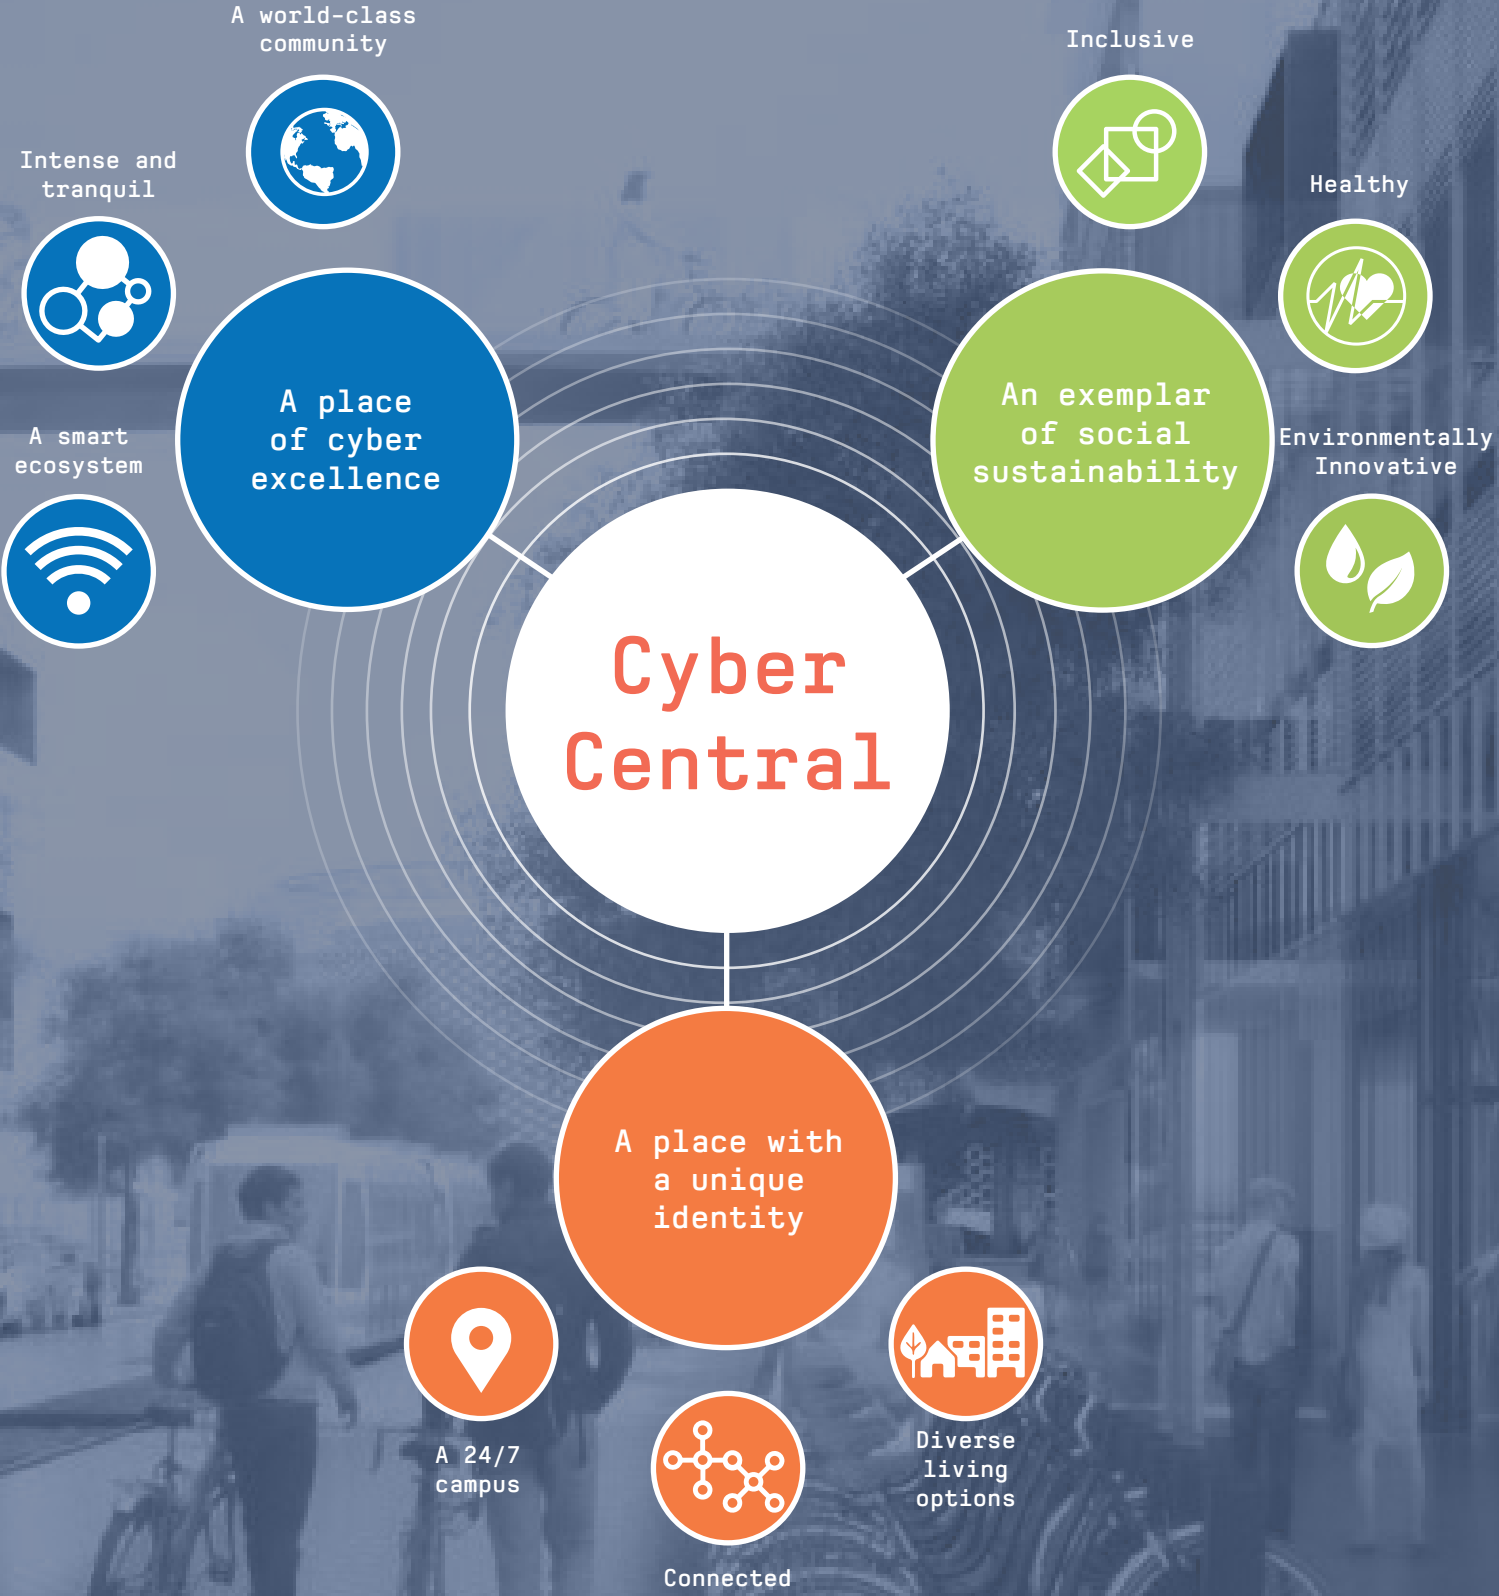 A world-class
community
Intense and
tranquil
A smart
ecosystem
A place
of cyber
excellence
Inclusive
Healthy
Environmentally
Innovative
An exemplar
of social
sustainability
Cyber
Central
A place with
a unique
identity
A 24/7
campus
Connected
Diverse
living
options